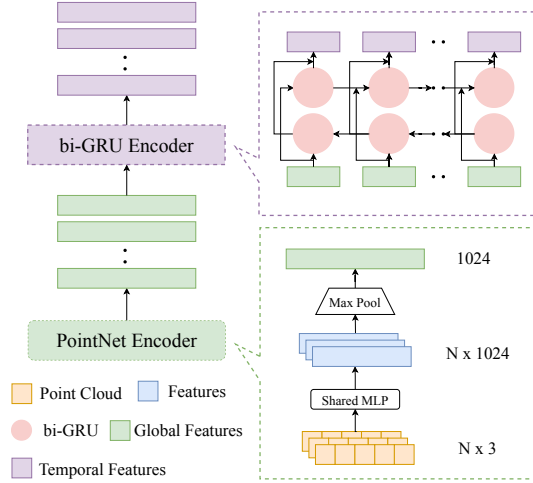 bi-GRU Encoder
PointNet Encoder
1024
Max Pool
N x 1024
Shared MLP
N x 3
Point Cloud
Features
bi-GRU
Global Features
Temporal Features